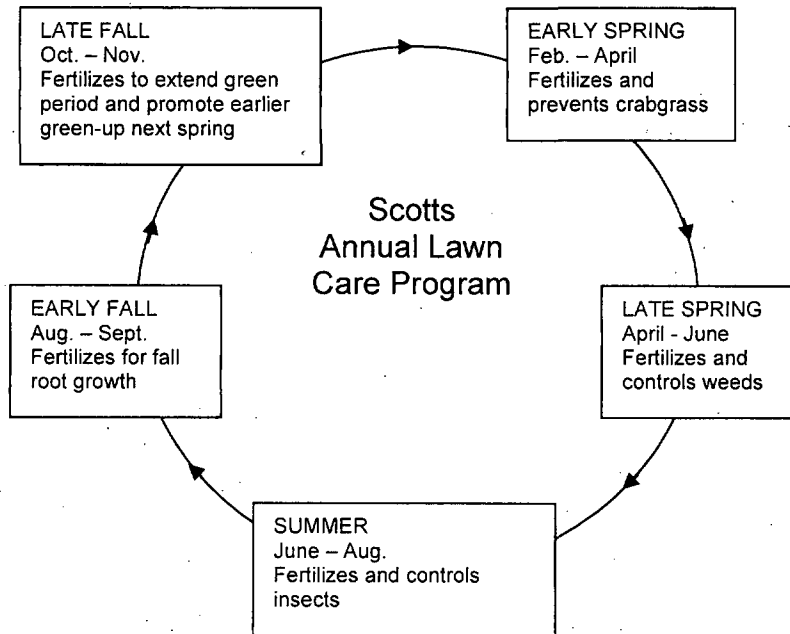 LATE FALL
Oct. – Nov.
Fertilizes to extend green
period and promote earlier
green-up next spring
EARLY SPRING
Feb. – April
Fertilizes and
prevents crabgrass
Scotts
Annual Lawn
Care Program
EARLY FALL
Aug. – Sept.
Fertilizes for fall
root growth
LATE SPRING
April - June
Fertilizes and
controls weeds
SUMMER
June – Aug.
Fertilizes and controls
insects